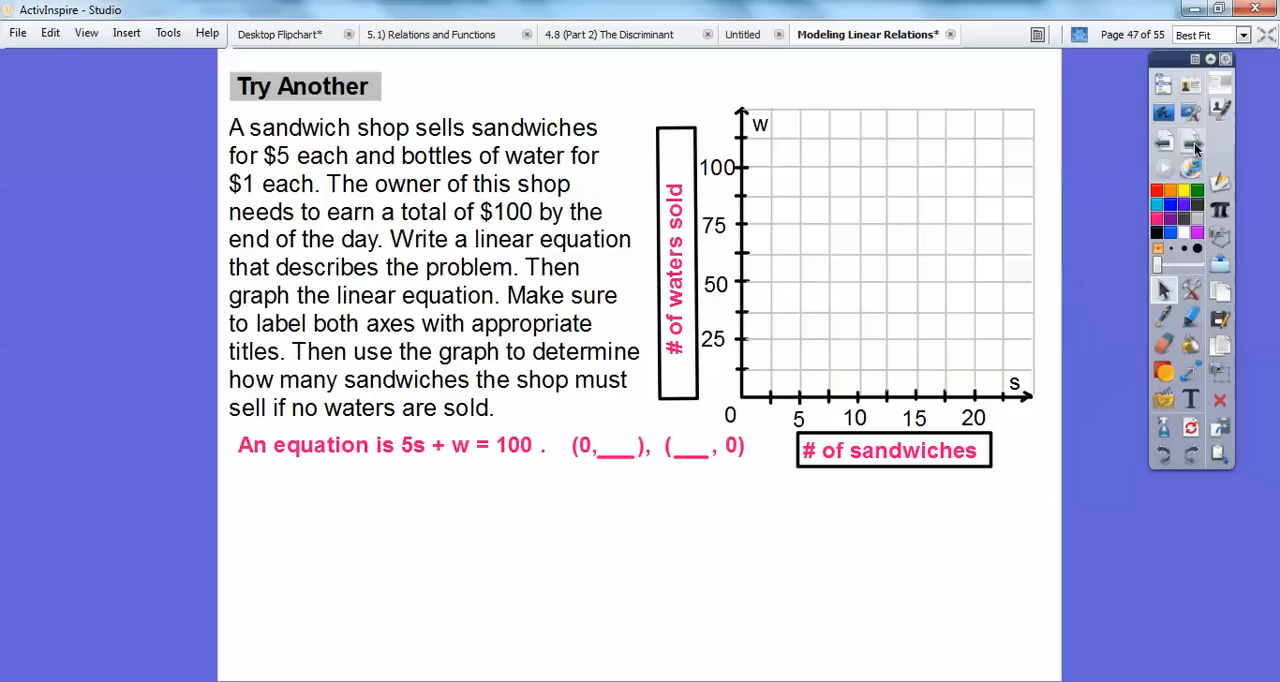 ActivInspire - Studio
File Edit View Insert Tools Help
Desktop Flipchart* 5.1) Relations and Functions 4.8 (Part 2) The Discriminant Untitled Modeling Linear Relations* Page 47 of 55 Best Fit
Try Another
A sandwich shop sells sandwiches
for $5 each and bottles of water for
$1 each. The owner of this shop
needs to earn a total of $100 by the
end of the day. Write a linear equation
that describes the problem. Then
graph the linear equation. Make sure
to label both axes with appropriate
titles. Then use the graph to determine
how many sandwiches the shop must
sell if no waters are sold.
An equation is 5s + w = 100 . (0,___), (___, 0)
# of waters sold
w
100
75
50
25
s
0 5 10 15 20
# of sandwiches
π
T